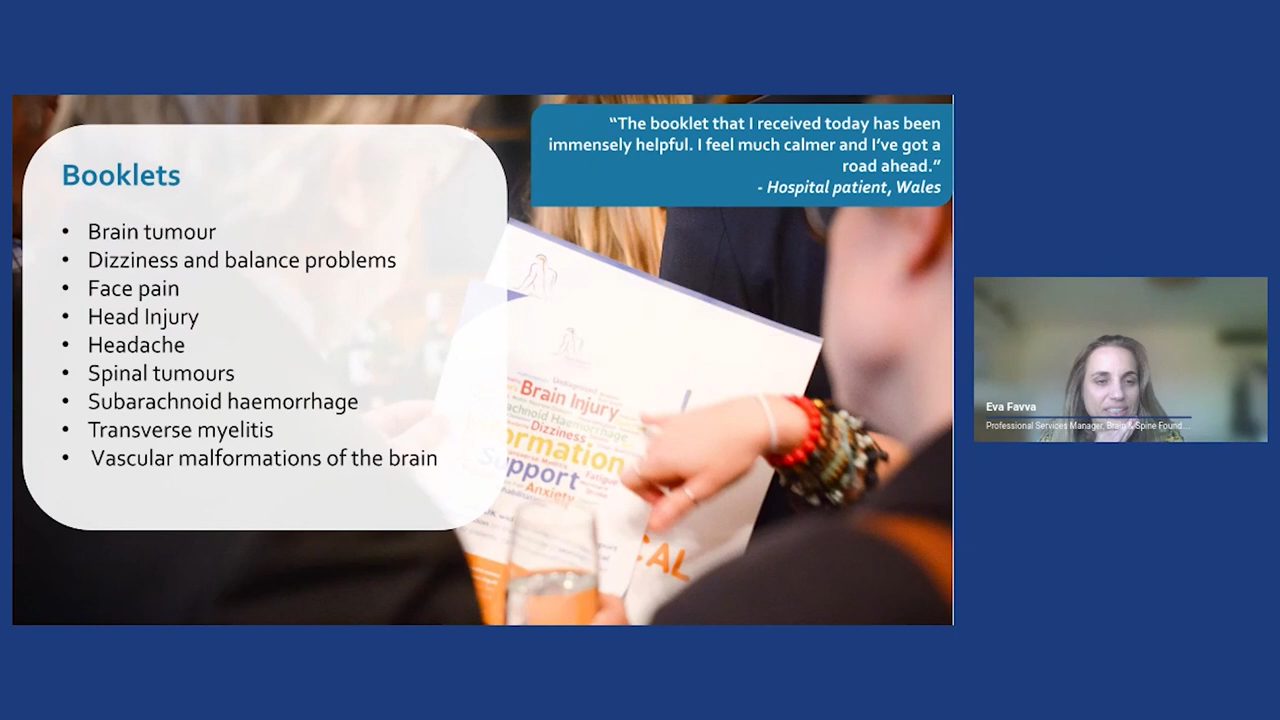 Booklets
• Brain tumour
• Dizziness and balance problems
• Face pain
• Head Injury
• Headache
• Spinal tumours
• Subarachnoid haemorrhage
• Transverse myelitis
• Vascular malformations of the brain
“The booklet that I received today has been
immensely helpful. I feel much calmer and I’ve got a
road ahead.”
- Hospital patient, Wales
Brain Injury
Haemorrhage
Dizziness
Fatigue
Anxiety
Eva Favva
Professional Services Manager, Brain & Spine Found...